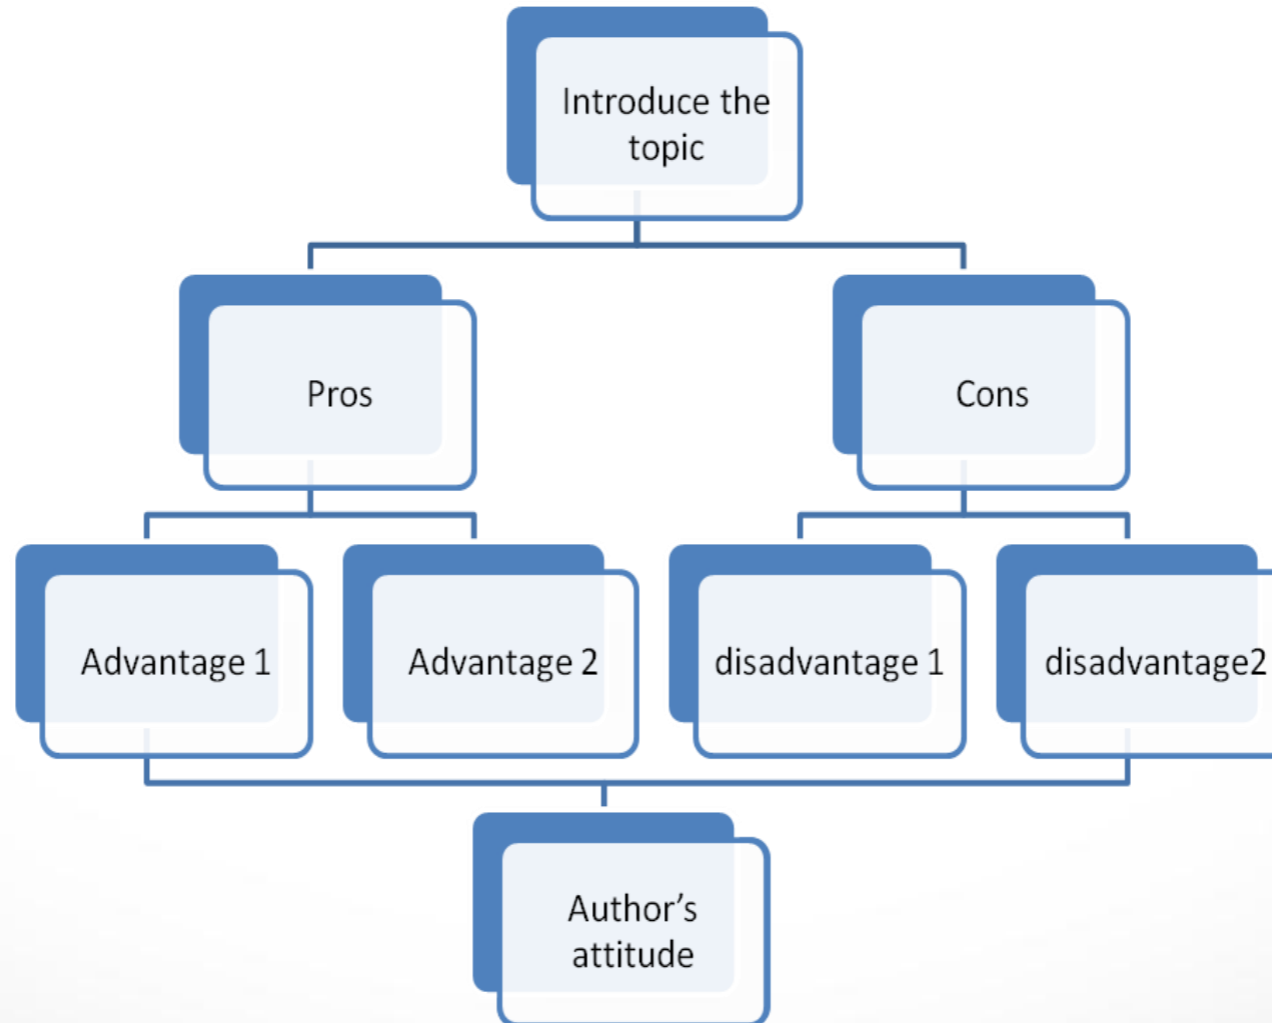 Introduce the
topic
Pros
Cons
Advantage 1
Advantage 2
disadvantage 1
disadvantage2
Author’s
attitude